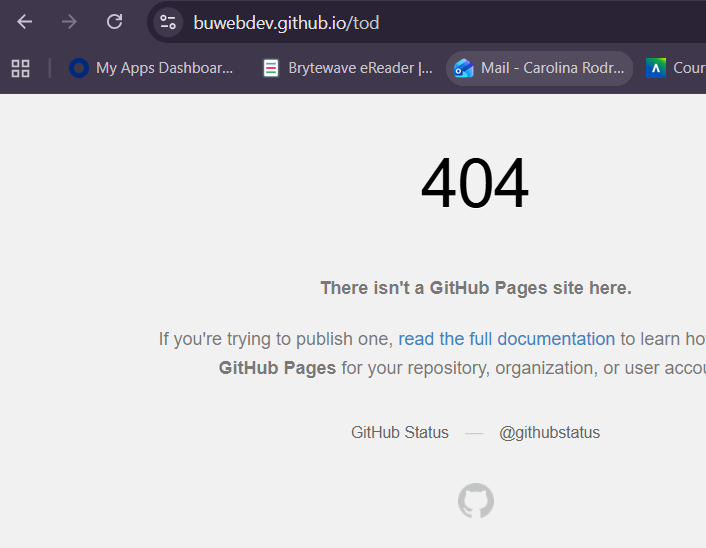 buwebdev.github.io/tod
My Apps Dashboar... Brytewave eReader |... Mail - Carolina Rodr... Cour
404
There isn't a GitHub Pages site here.
If you're trying to publish one, read the full documentation to learn ho
GitHub Pages for your repository, organization, or user accou
GitHub Status — @githubstatus